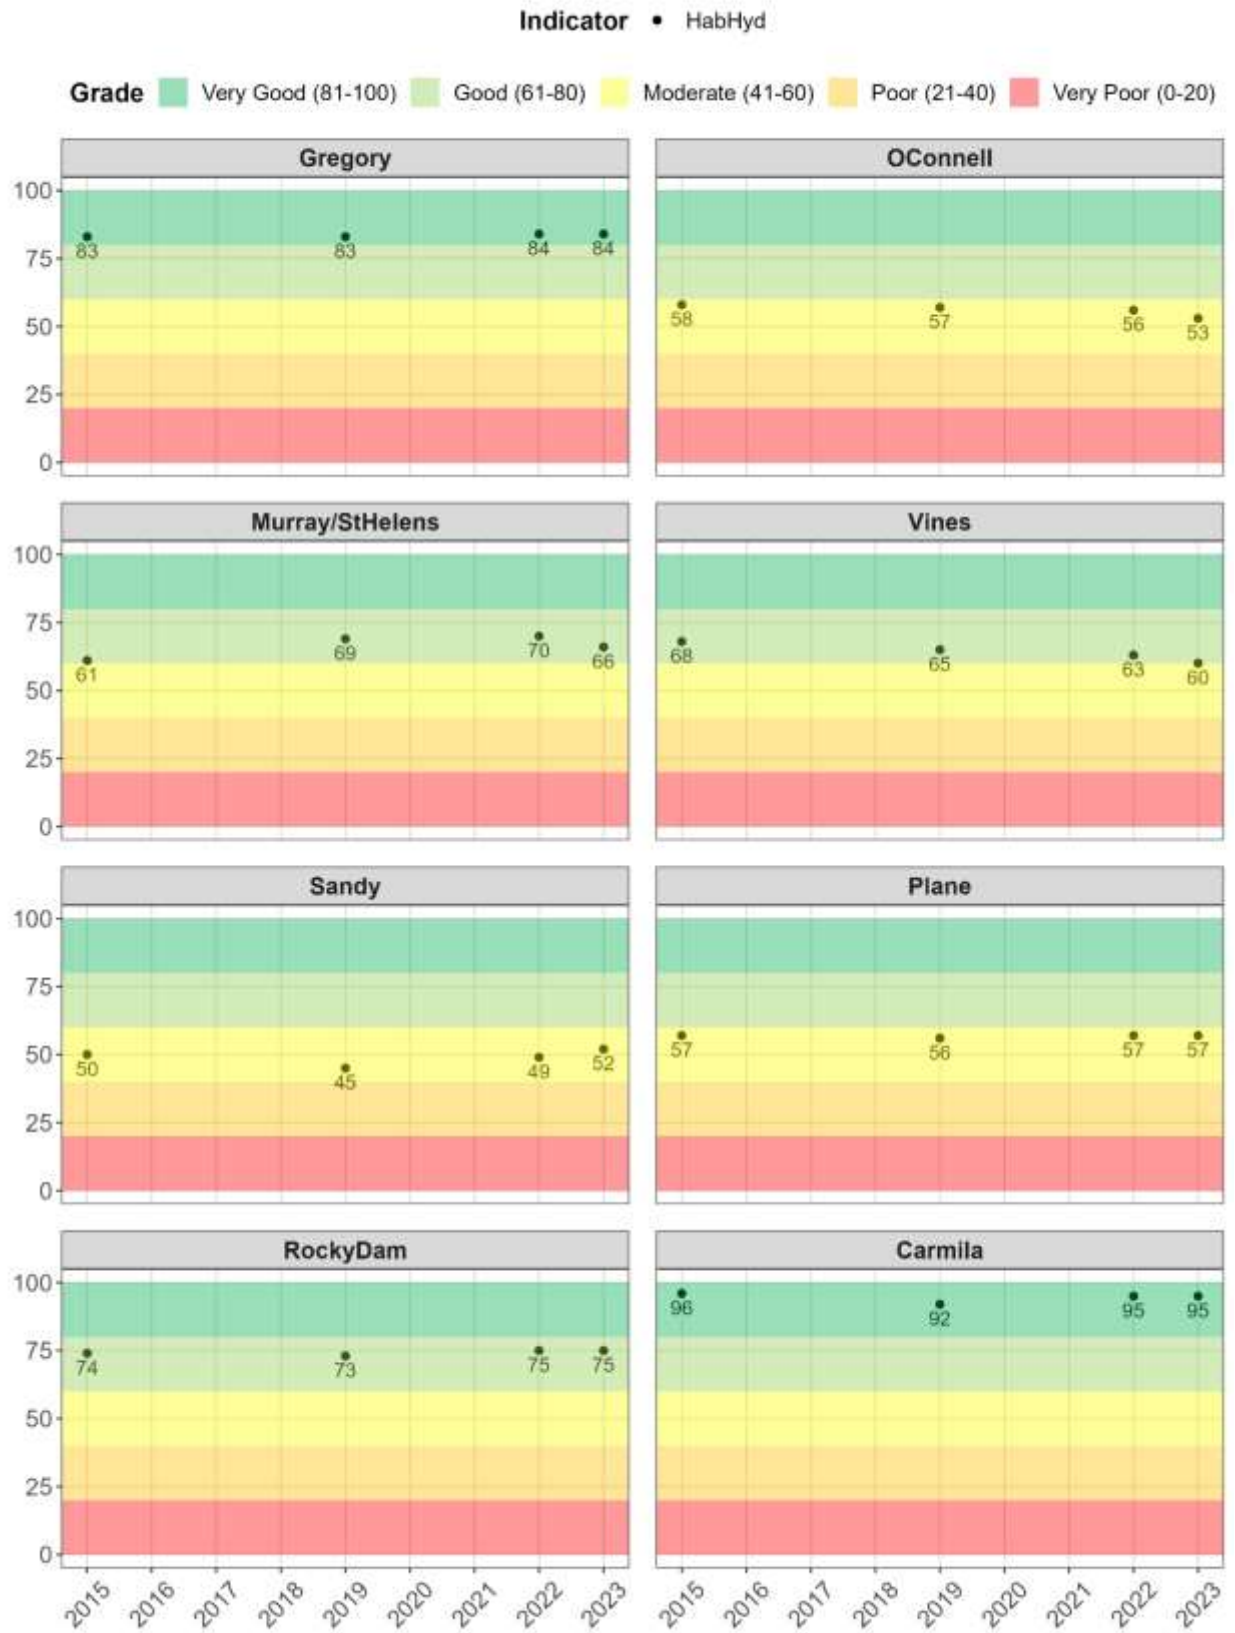 Indicator • HabHyd
Grade Very Good (81-100) Good (61-80) Moderate (41-60) Poor (21-40) Very Poor (0-20)
Gregory OConnell
100
75
50
25
0
83 83 84 84
58 57 56 53
Murray/StHelens Vines
100
75
50
25
0
61 69 70 66
68 65 63 60
Sandy Plane
100
75
50
25
0
50 45 49 52
57 56 57 57
RockyDam Carmila
100
75
50
25
0
74 73 75 75
96 92 95 95
2015 2016 2017 2018 2019 2020 2021 2022 2023 2015 2016 2017 2018 2019 2020 2021 2022 2023